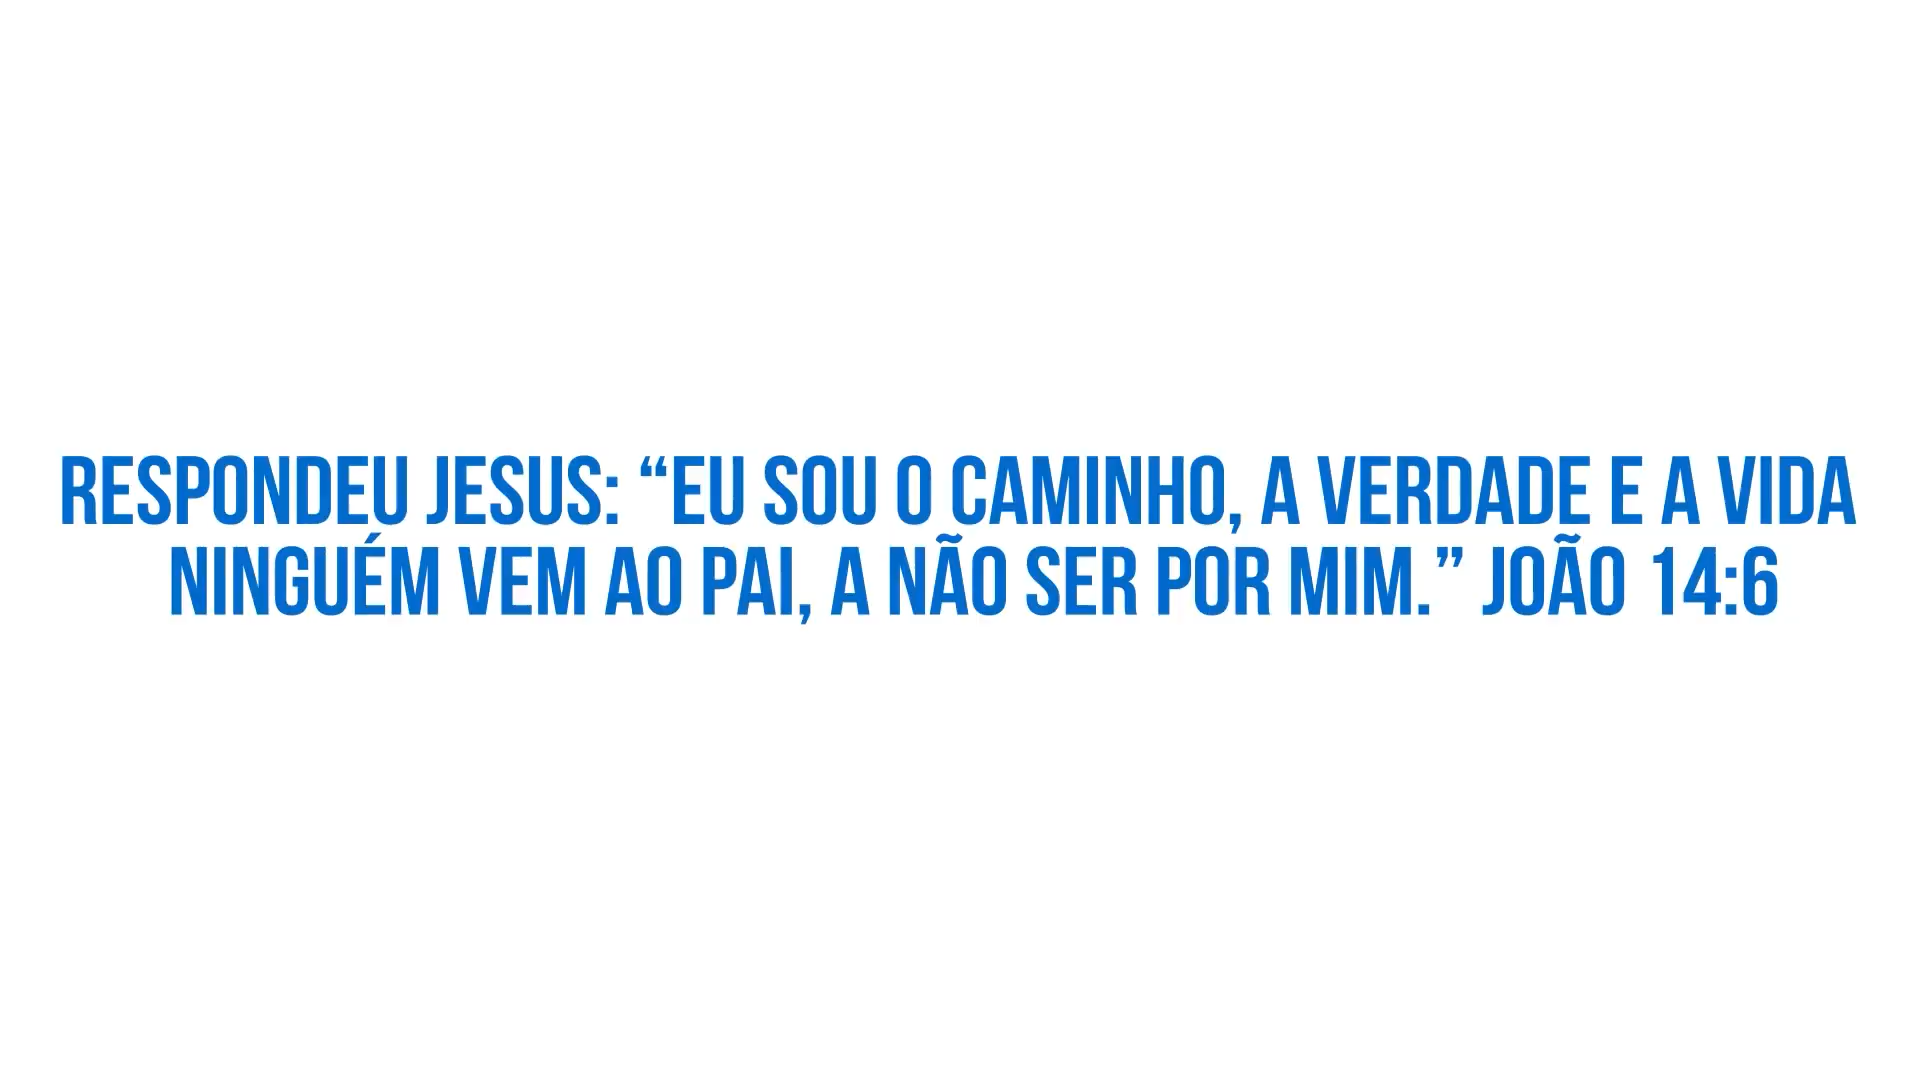 RESPONDEU JESUS: “EU SOU O CAMINHO, A VERDADE E A VIDA
NINGUÉM VEM AO PAI, A NÃO SER POR MIM.” JOÃO 14:6